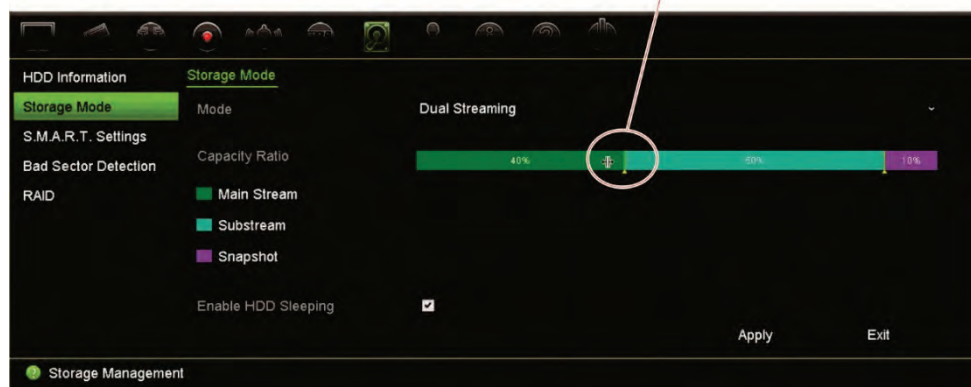 HDD Information
Storage Mode
S.M.A.R.T. Settings
Bad Sector Detection
RAID
Storage Mode
Mode
Dual Streaming
Capacity Ratio
40%
50%
10%
Main Stream
Substream
Snapshot
Enable HDD Sleeping
Apply
Exit
Storage Management